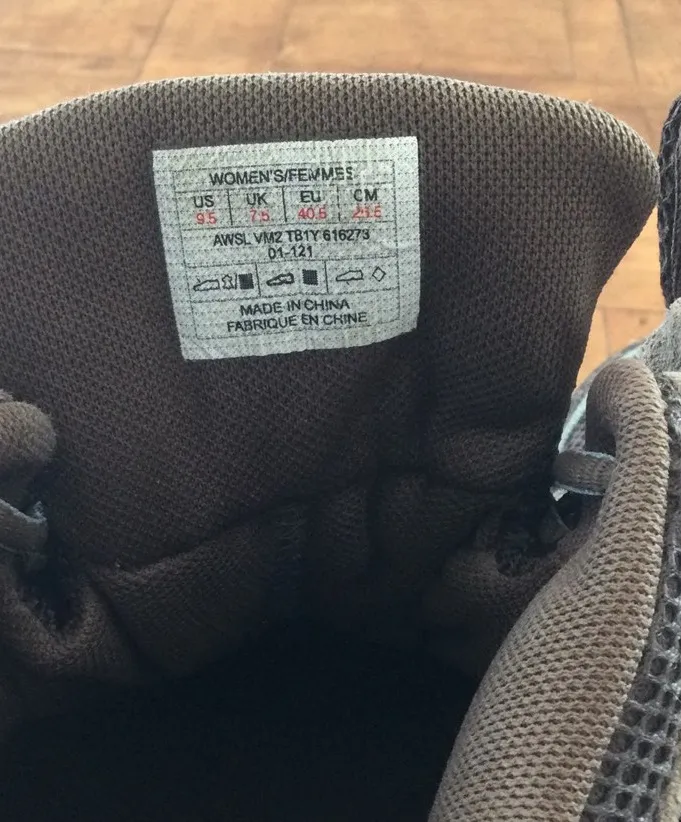 WOMEN'S/FEMMES
US UK EU CM
9.5 7.5 40.5 26.5
AWSL VM2 TB1Y 616273
01-121
MADE IN CHINA
FABRIQUE EN CHINE